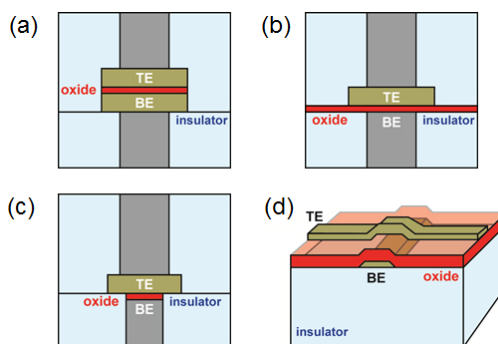 (a)
TE
oxide
BE
insulator
(b)
TE
oxide
BE
insulator
(c)
TE
oxide
insulator
BE
(d)
TE
BE
oxide
insulator